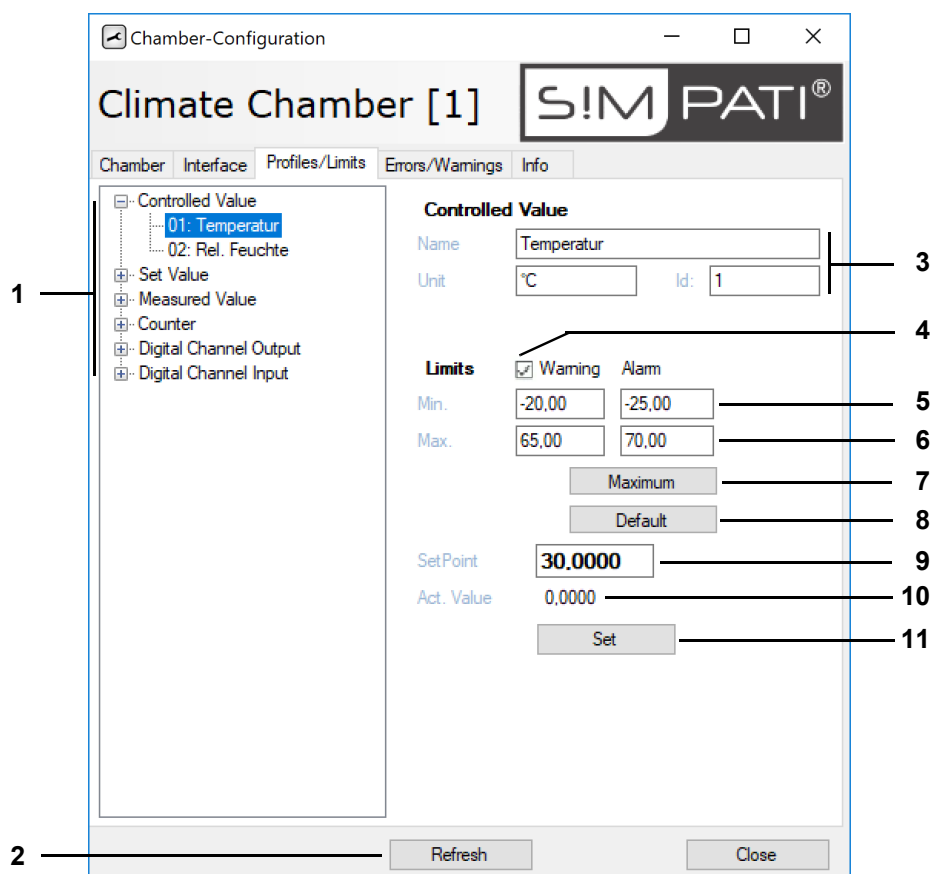 Chamber-Configuration
Climate Chamber [1]
S!MPATI®
Chamber Interface Profiles/Limits Errors/Warnings Info
Controlled Value
01: Temperatur
02: Rel. Feuchte
Set Value
Measured Value
Counter
Digital Channel Output
Digital Channel Input
1
Controlled Value
Name Temperatur
Unit °C Id: 1
3
4
Limits Warning Alarm
Min. -20,00 -25,00 5
Max. 65,00 70,00 6
Maximum 7
Default 8
SetPoint 30.0000 9
Act. Value 0,0000 10
Set 11
2 Refresh Close